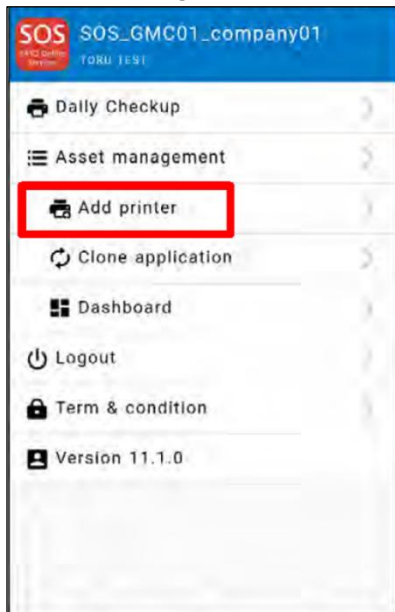 SOS
SOS_GMC01_company01
TORU TEST
Daily Checkup
Asset management
Add printer
Clone application
Dashboard
Logout
Term & condition
Version 11.1.0